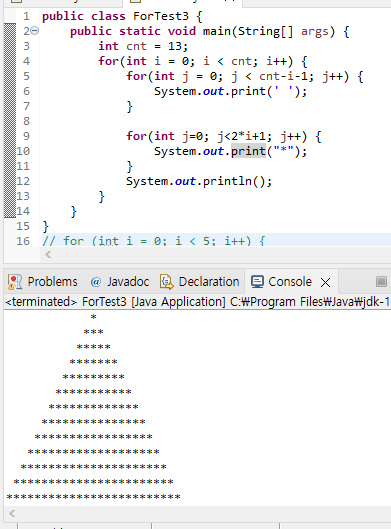 1 public class ForTest3 {
2 public static void main(String[] args) {
3 int cnt = 13;
4 for(int i = 0; i < cnt; i++) {
5 for(int j = 0; j < cnt-i-1; j++) {
6 System.out.print(' ');
7 }
8
9 for(int j=0; j<2*i+1; j++) {
10 System.out.print("*");
11 }
12 System.out.println();
13 }
14 }
15 }
16 // for (int i = 0; i < 5; i++) {
Problems @ Javadoc Declaration Console
<terminated> ForTest3 [Java Application] C:₩Program Files₩Java₩jdk-1
            *
           ***
          *****
         *******
        *********
       ***********
      *************
     ***************
    *****************
   *******************
  *********************
 ***********************
*************************